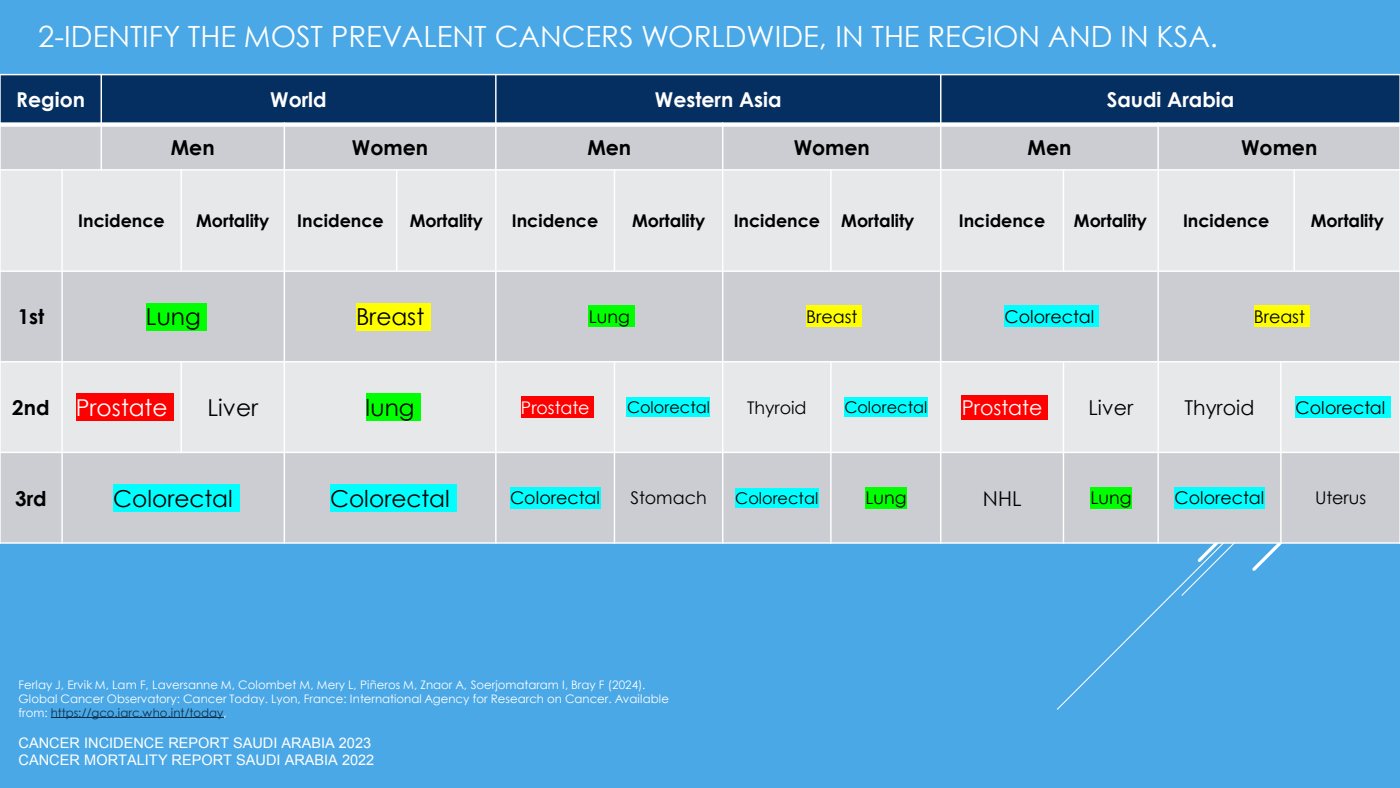 2-IDENTIFY THE MOST PREVALENT CANCERS WORLDWIDE, IN THE REGION AND IN KSA.
Region World Western Asia Saudi Arabia
Men Women Men Women Men Women
Incidence Mortality Incidence Mortality Incidence Mortality Incidence Mortality Incidence Mortality Incidence Mortality
1st Lung Breast Lung Breast Colorectal Breast
2nd Prostate Liver lung Prostate Colorectal Thyroid Colorectal Prostate Liver Thyroid Colorectal
3rd Colorectal Colorectal Colorectal Stomach Colorectal Lung NHL Lung Colorectal Uterus
Ferlay J, Ervik M, Lam F, Laversanne M, Colombet M, Mery L, Piñeros M, Znaor A, Soerjomataram I, Bray F (2024).
Global Cancer Observatory: Cancer Today. Lyon, France: International Agency for Research on Cancer. Available
from: https://gco.iarc.who.int/today,
CANCER INCIDENCE REPORT SAUDI ARABIA 2023
CANCER MORTALITY REPORT SAUDI ARABIA 2022